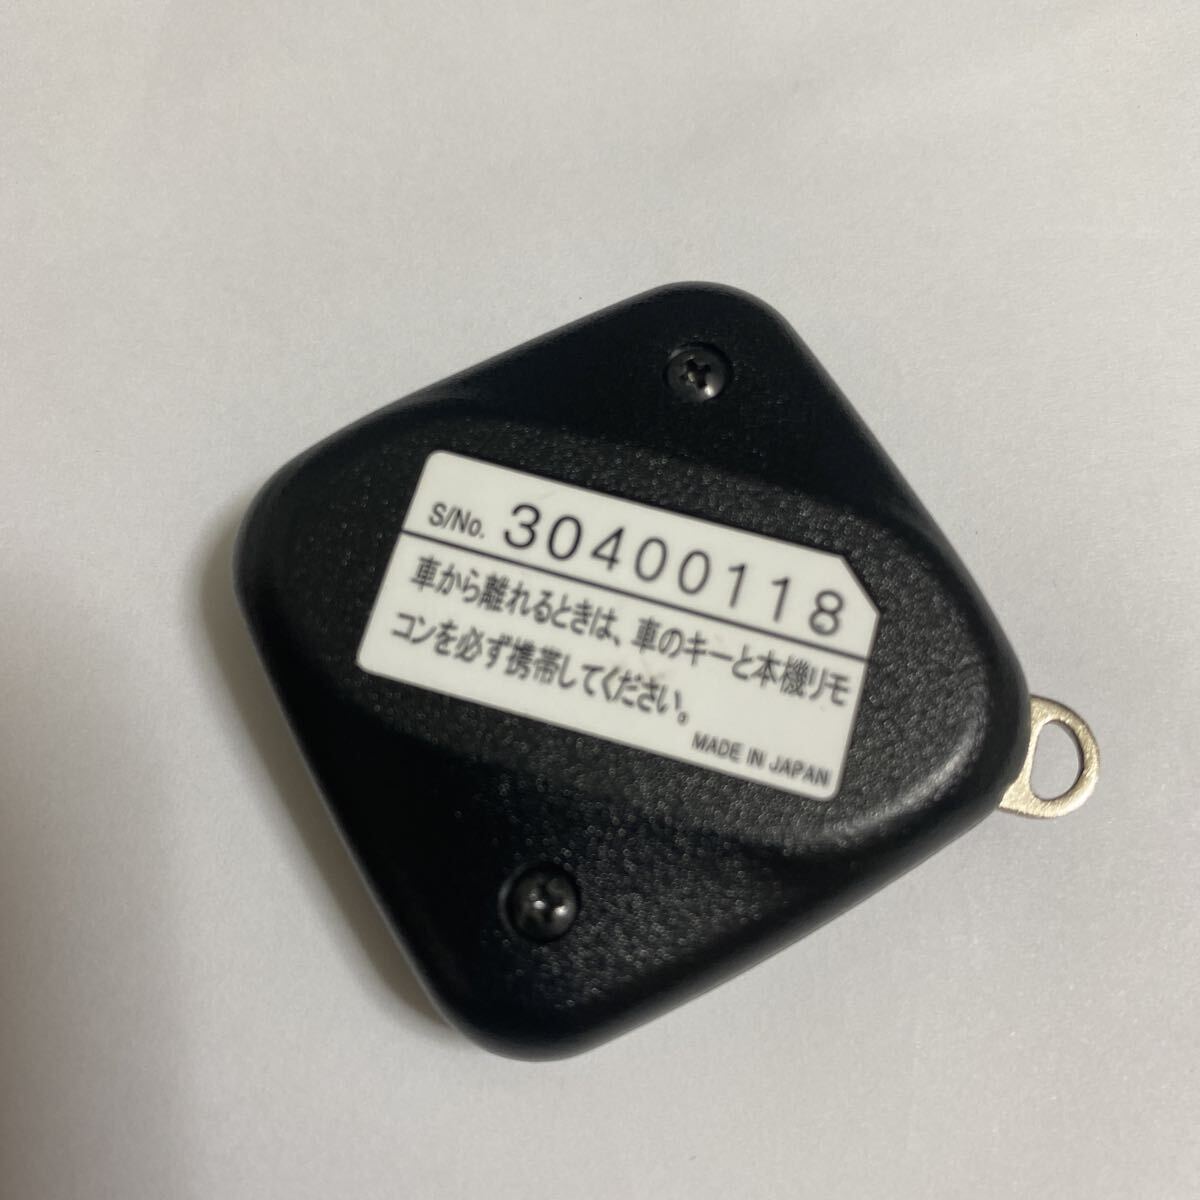 S/No. 30400118
車から離れるときは、車のキーと本機リモ
コンを必ず携帯してください。
MADE IN JAPAN